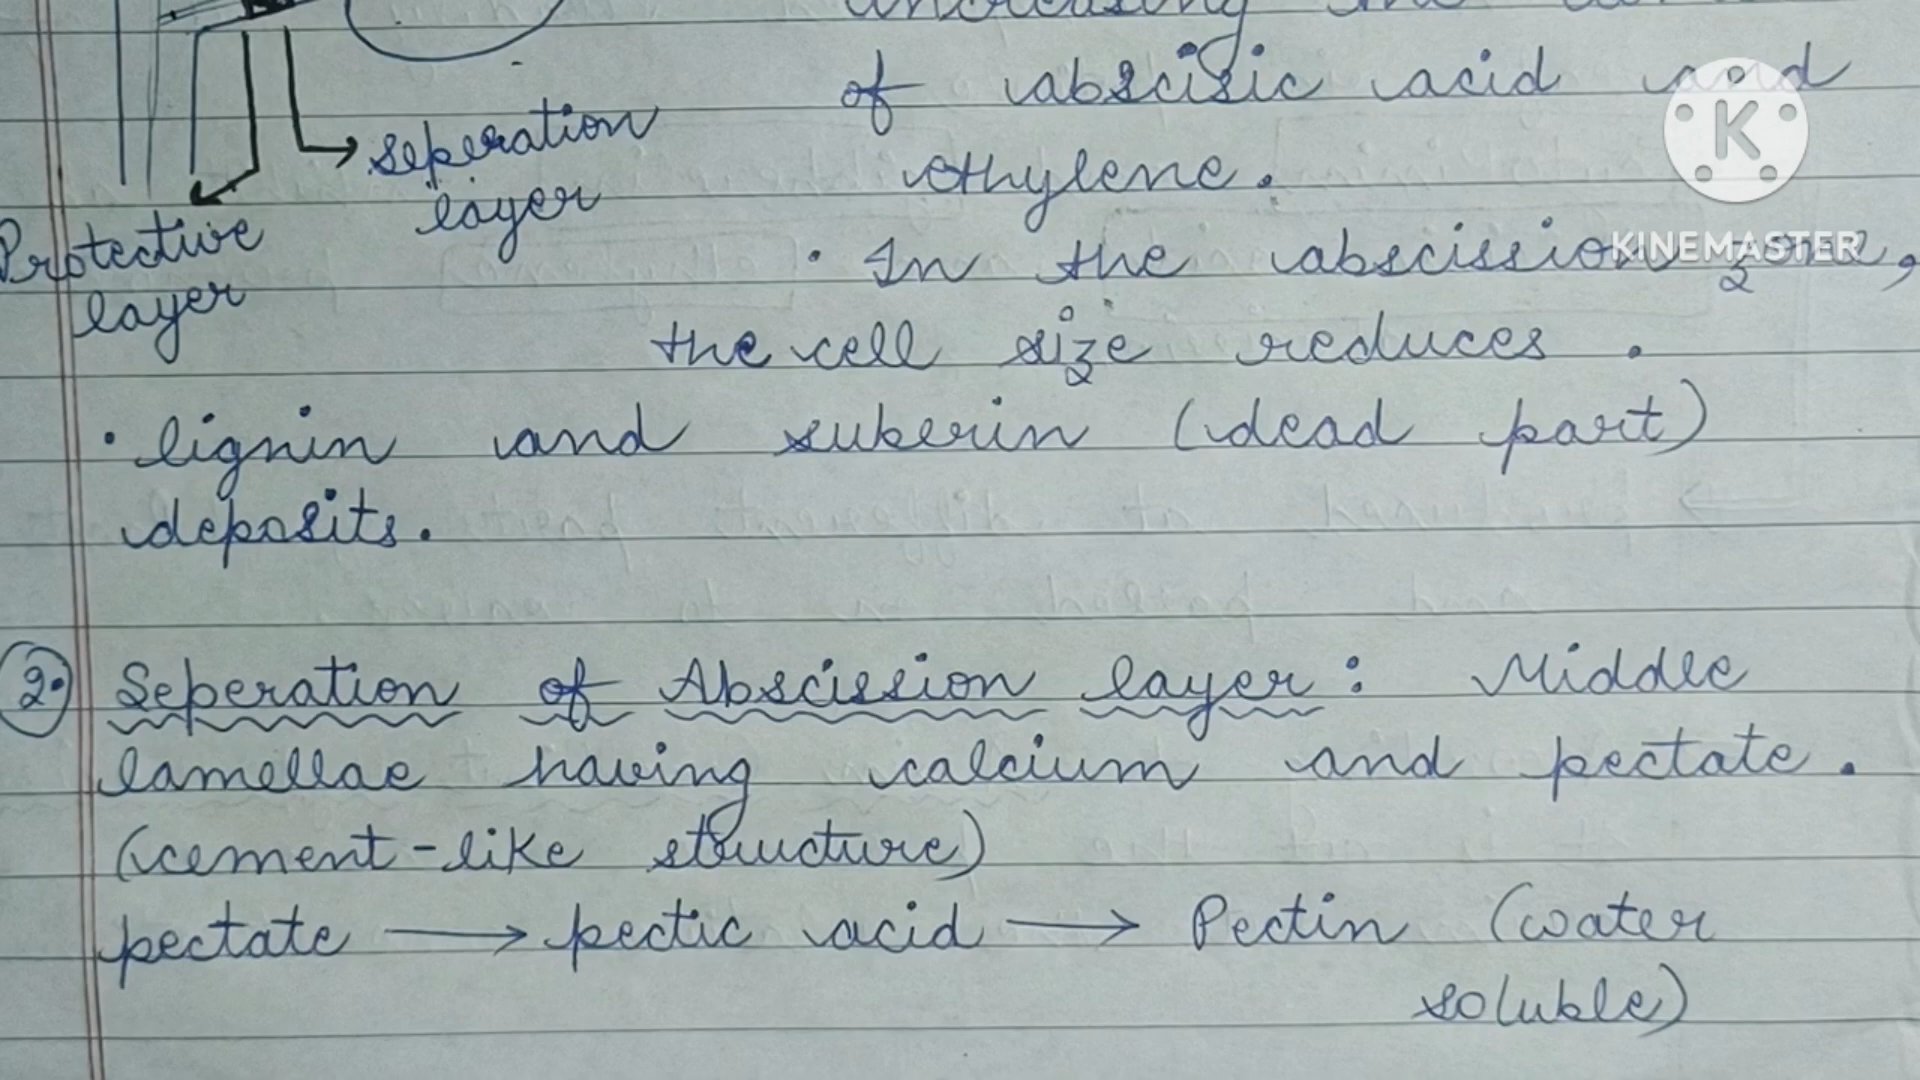 increasing the
of abscisic acid and
seperation
layer
ethylene.
Protective
layer
K
KINEMASTER
• In the abscission zone,
the cell size reduces.
• lignin and suberin (dead part)
deposits.
2. Seperation of Abscission layer: Middle
lamellae having calcium and pectate.
(cement-like structure)
pectate → pectic acid → Pectin (water
soluble)